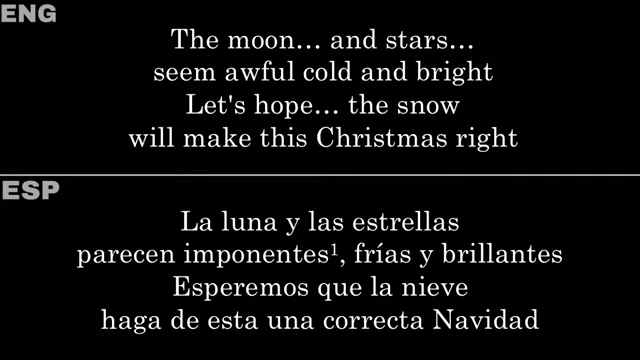 ENG
The moon... and stars...
seem awful cold and bright
Let's hope... the snow
will make this Christmas right
ESP
La luna y las estrellas
parecen imponentes¹, frías y brillantes
Esperemos que la nieve
haga de esta una correcta Navidad